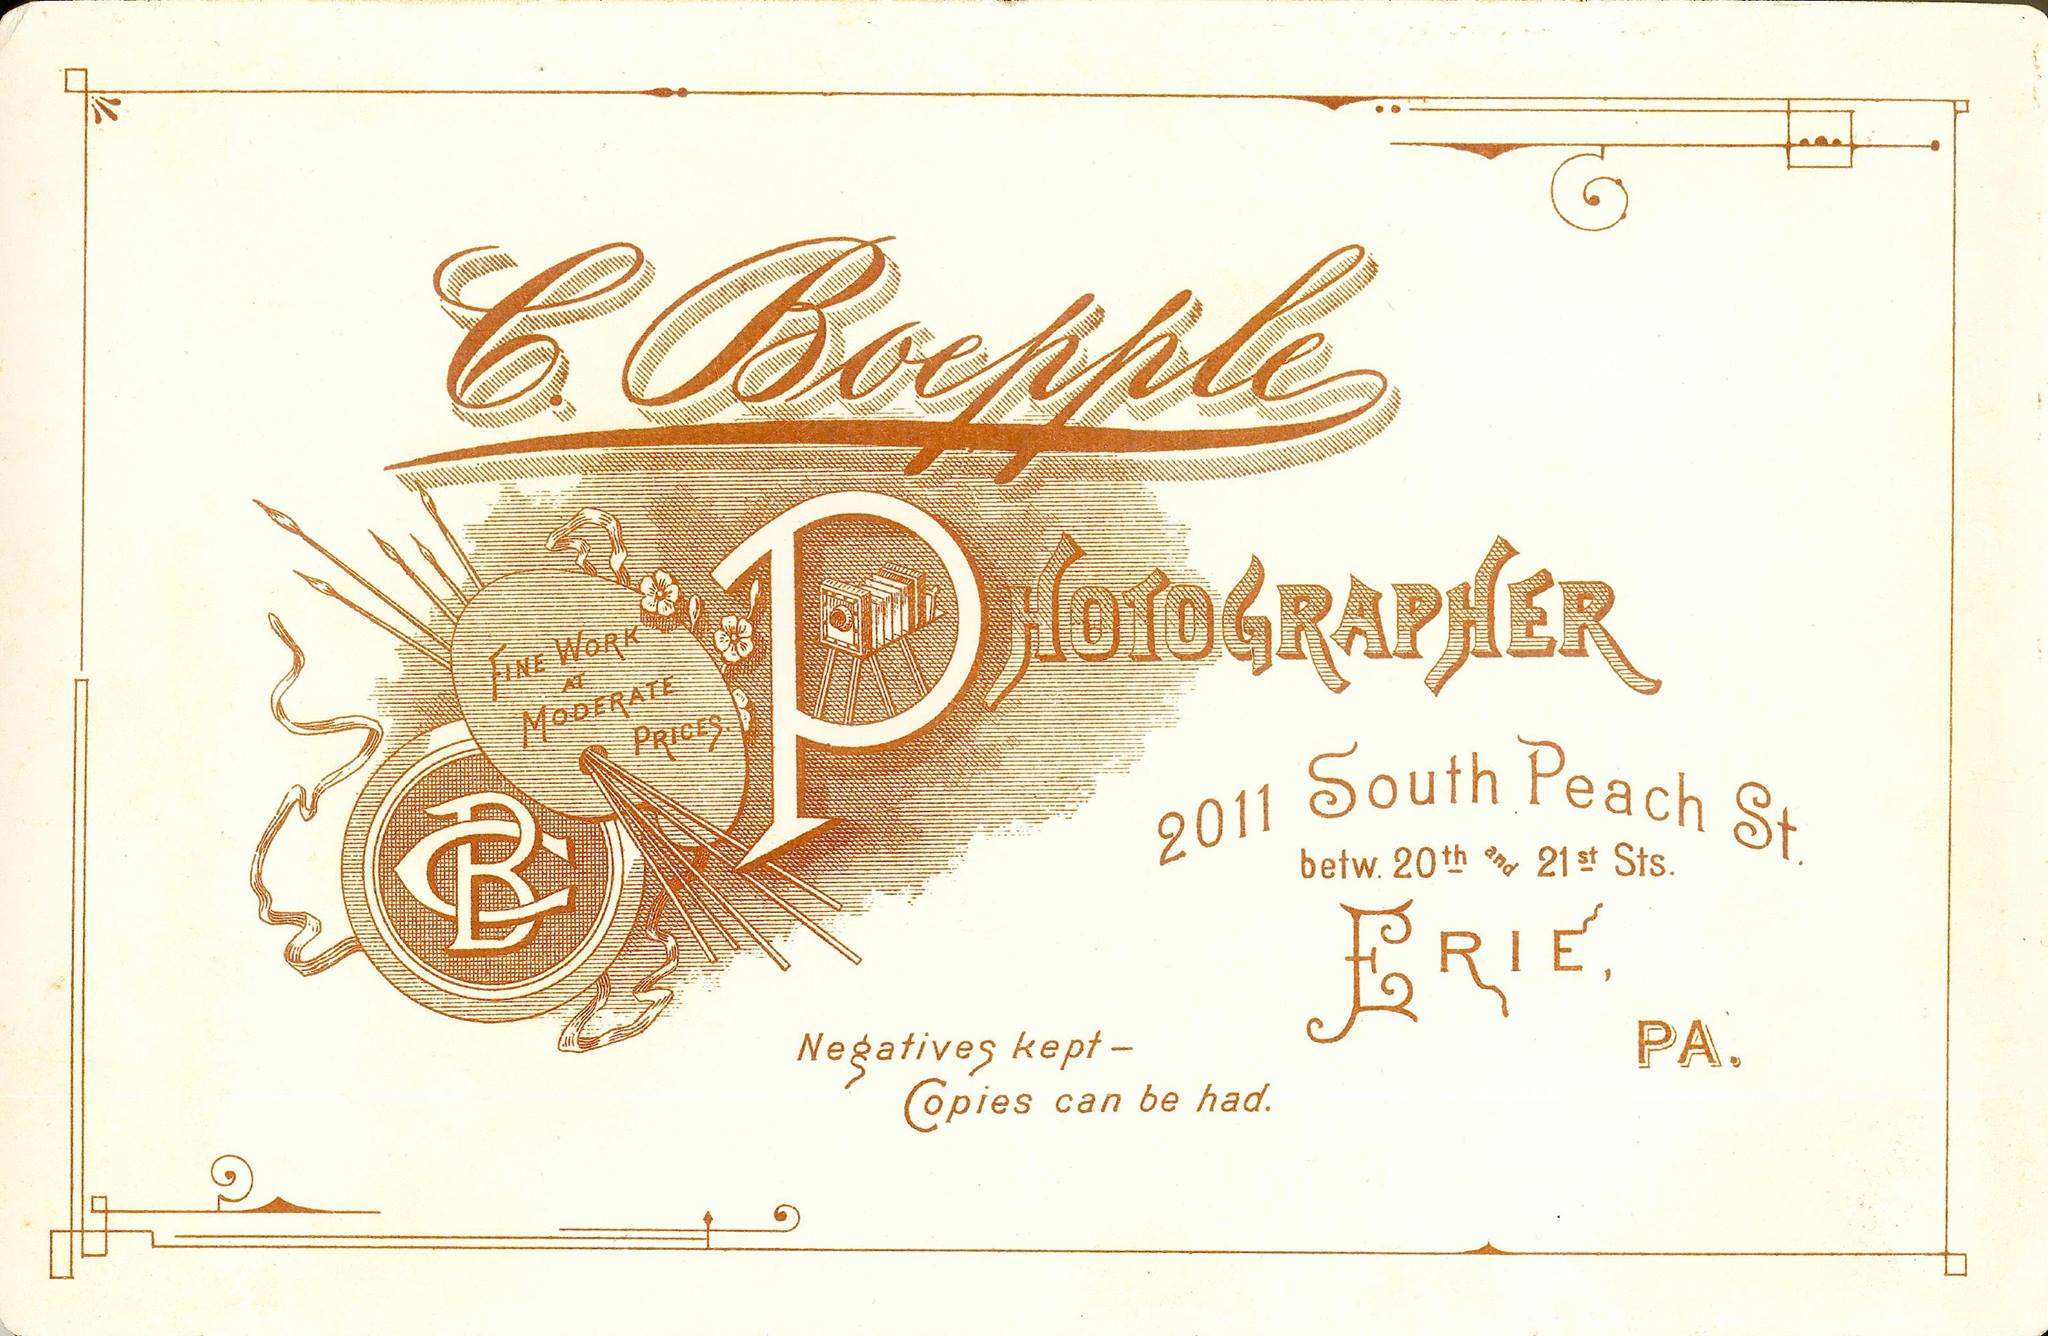 C. Boepple
PHOTOGRAPHER
FINE WORK
AT
MODERATE
PRICES.
CB
2011 South Peach St.
betw. 20th and 21st Sts.
ERIE,
PA.
Negatives kept –
Copies can be had.